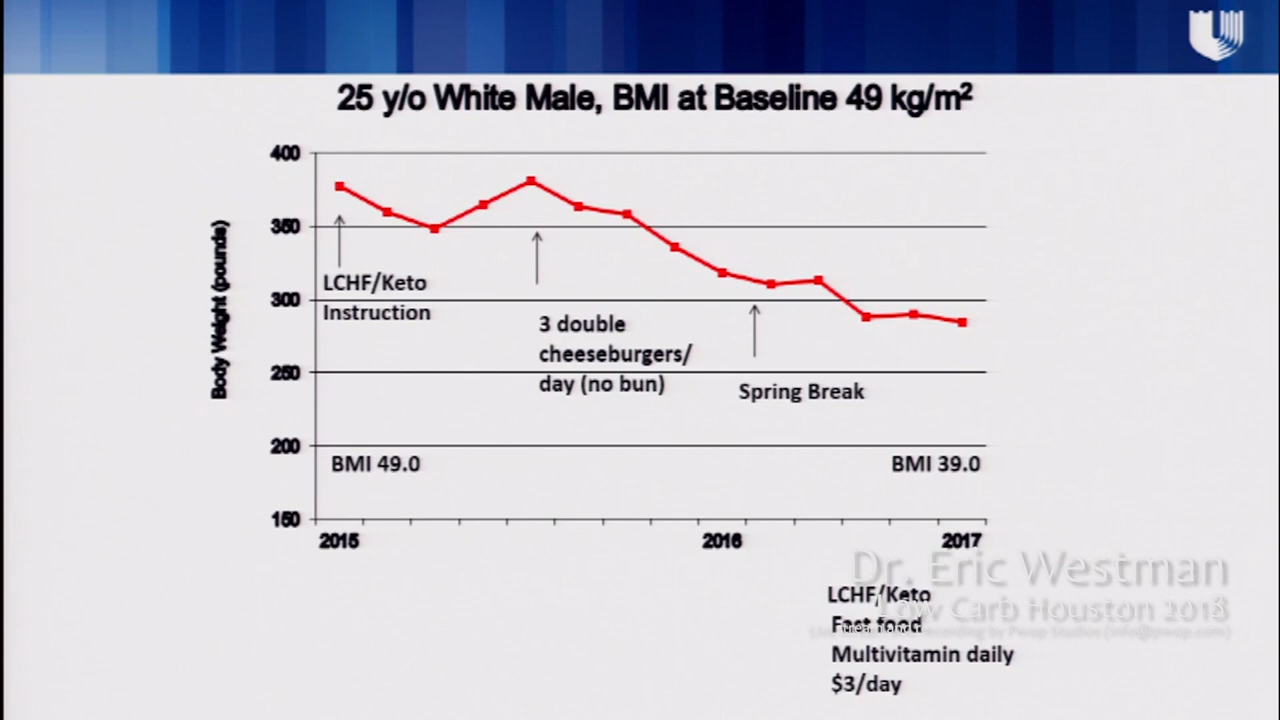 25 y/o White Male, BMI at Baseline 49 kg/m²
400
350
300
250
200
150
Body Weight (pounds)
LCHF/Keto
Instruction
3 double
cheeseburgers/
day (no bun)
Spring Break
BMI 49.0
BMI 39.0
2015
2016
2017
Dr. Eric Westman
Low Carb Houston 2018
LCHF/Keto
Fast food
Multivitamin daily
$3/day